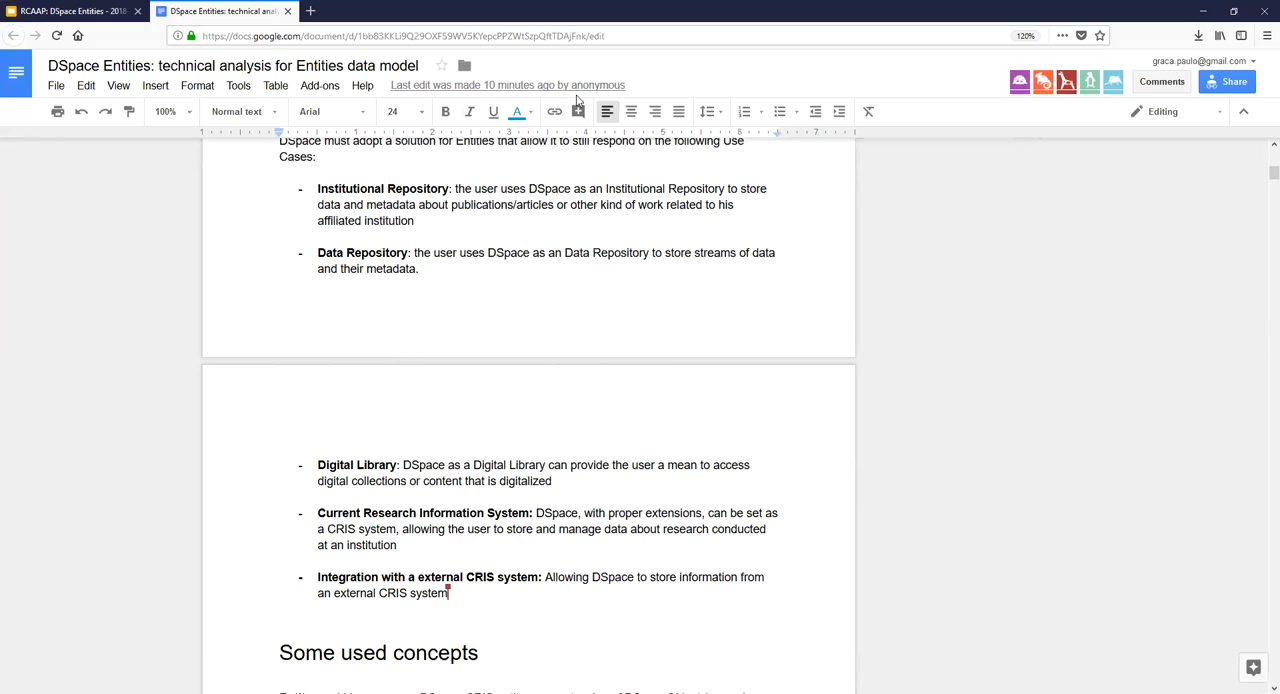 RCAAP: DSpace Entities - 2018-
DSpace Entities: technical anal
https://docs.google.com/document/d/1bb83KKLi9Q29OXF59WV5KYepcPPZWtSzpQftTDAjFnk/edit
120%
DSpace Entities: technical analysis for Entities data model
graca.paulo@gmail.com
File Edit View Insert Format Tools Table Add-ons Help Last edit was made 10 minutes ago by anonymous
Comments
Share
100% Normal text Arial 24 B I U A Editing
1 1 2 3 4 5 6 7
DSpace must adopt a solution for Entities that allow it to still respond on the following Use
Cases:
- Institutional Repository: the user uses DSpace as an Institutional Repository to store
data and metadata about publications/articles or other kind of work related to his
affiliated institution
- Data Repository: the user uses DSpace as an Data Repository to store streams of data
and their metadata.
- Digital Library: DSpace as a Digital Library can provide the user a mean to access
digital collections or content that is digitalized
- Current Research Information System: DSpace, with proper extensions, can be set as
a CRIS system, allowing the user to store and manage data about research conducted
at an institution
- Integration with a external CRIS system: Allowing DSpace to store information from
an external CRIS system
Some used concepts